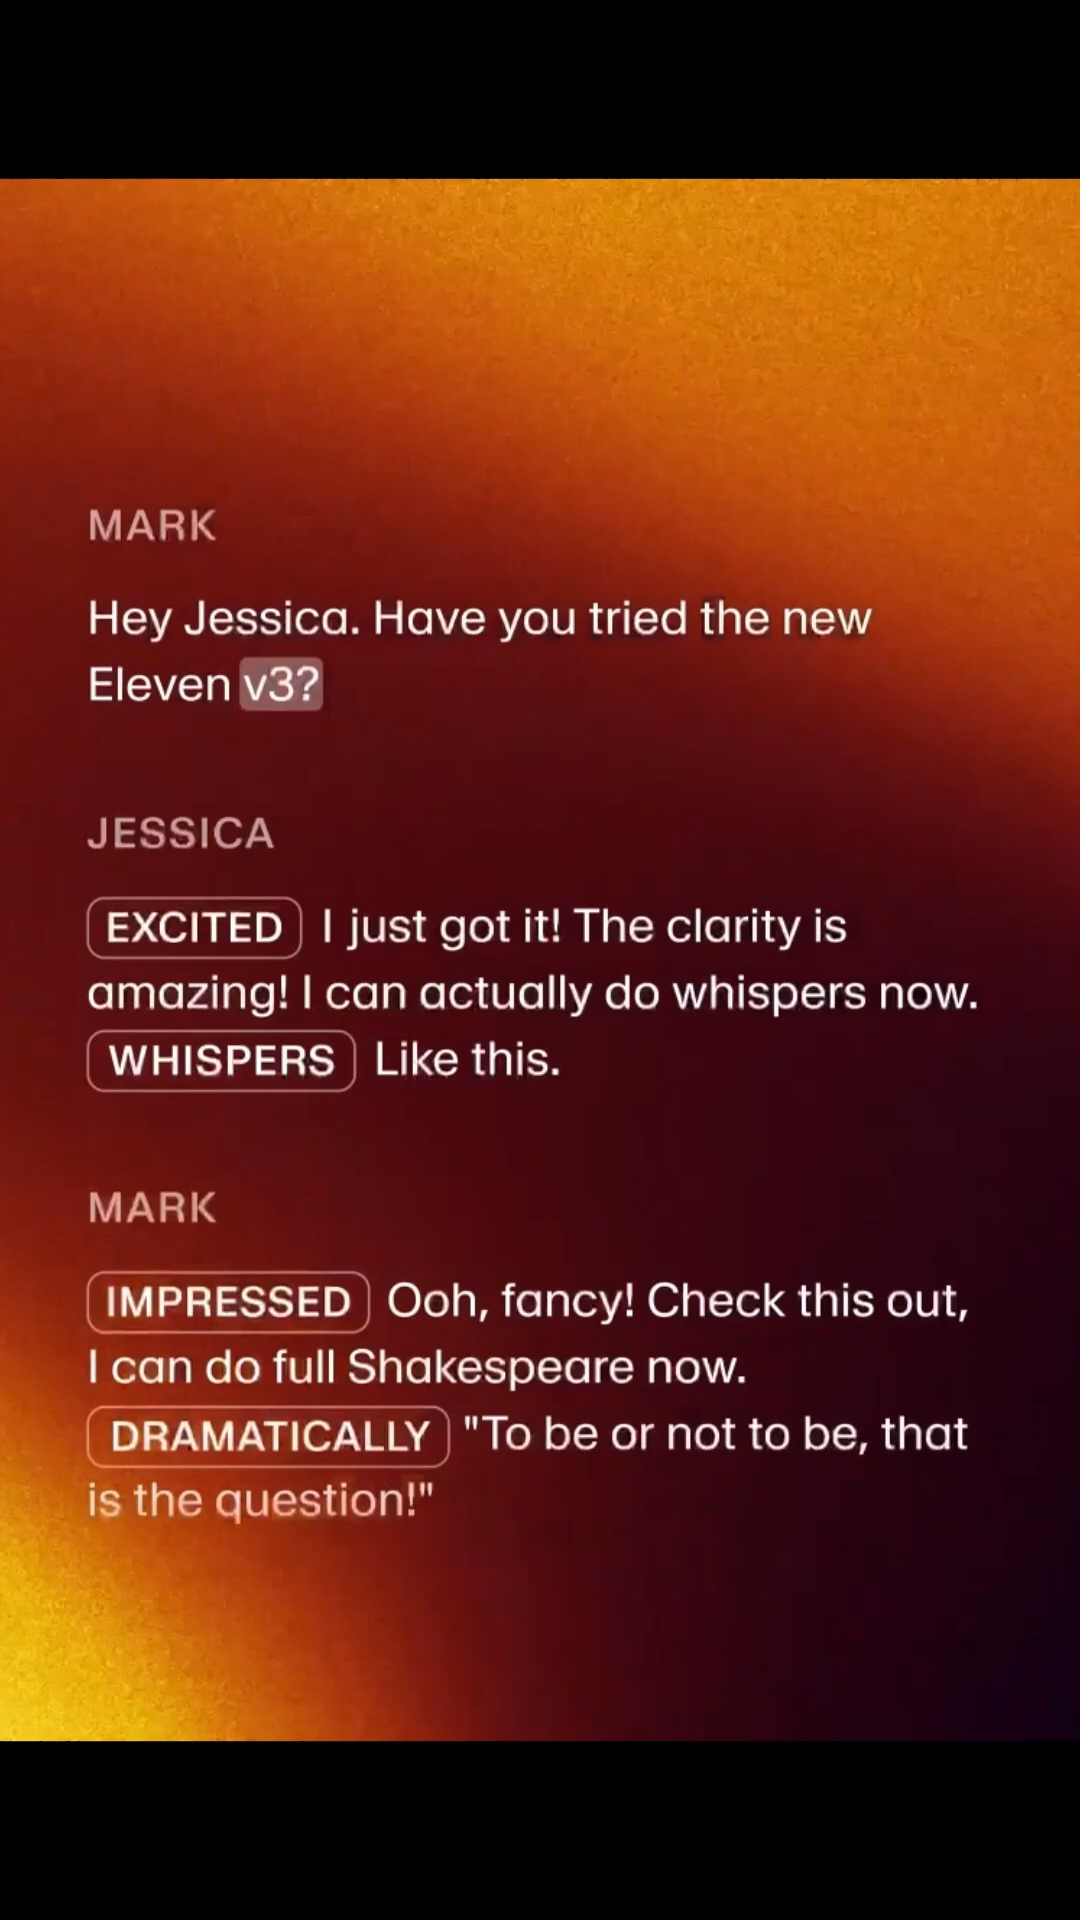 MARK
Hey Jessica. Have you tried the new
Eleven v3?
JESSICA
EXCITED I just got it! The clarity is
amazing! I can actually do whispers now.
WHISPERS Like this.
MARK
IMPRESSED Ooh, fancy! Check this out,
I can do full Shakespeare now.
DRAMATICALLY "To be or not to be, that
is the question!"